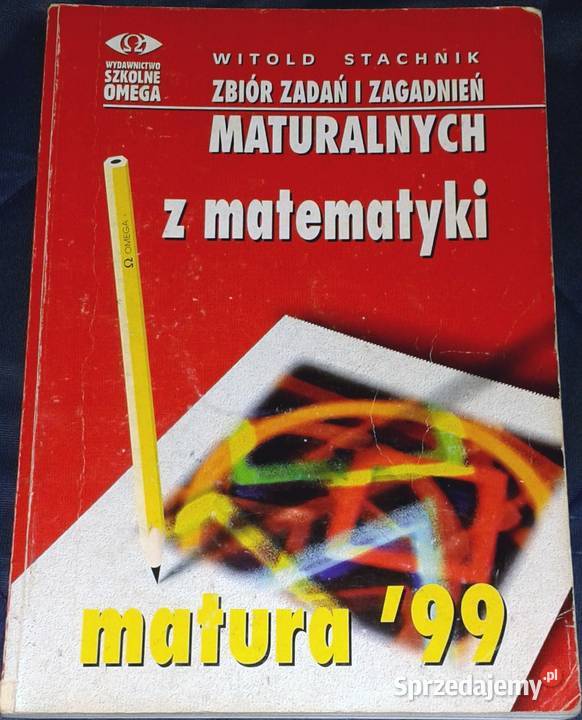 WYDAWNICTWO
SZKOLNE
OMEGA
WITOLD STACHNIK
ZBIÓR ZADAŃ I ZAGADNIEŃ
MATURALNYCH
z matematyki
Ω OMEGA
matura '99
Sprzedajemy.pl